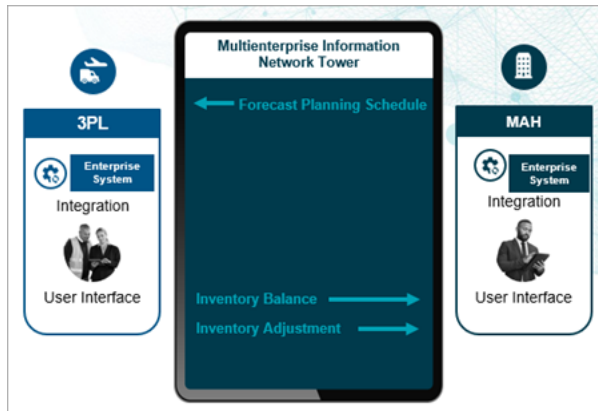 Multienterprise Information
Network Tower
Forecast Planning Schedule
3PL
Enterprise
System
Integration
User Interface
MAH
Enterprise
System
Integration
User Interface
Inventory Balance
Inventory Adjustment